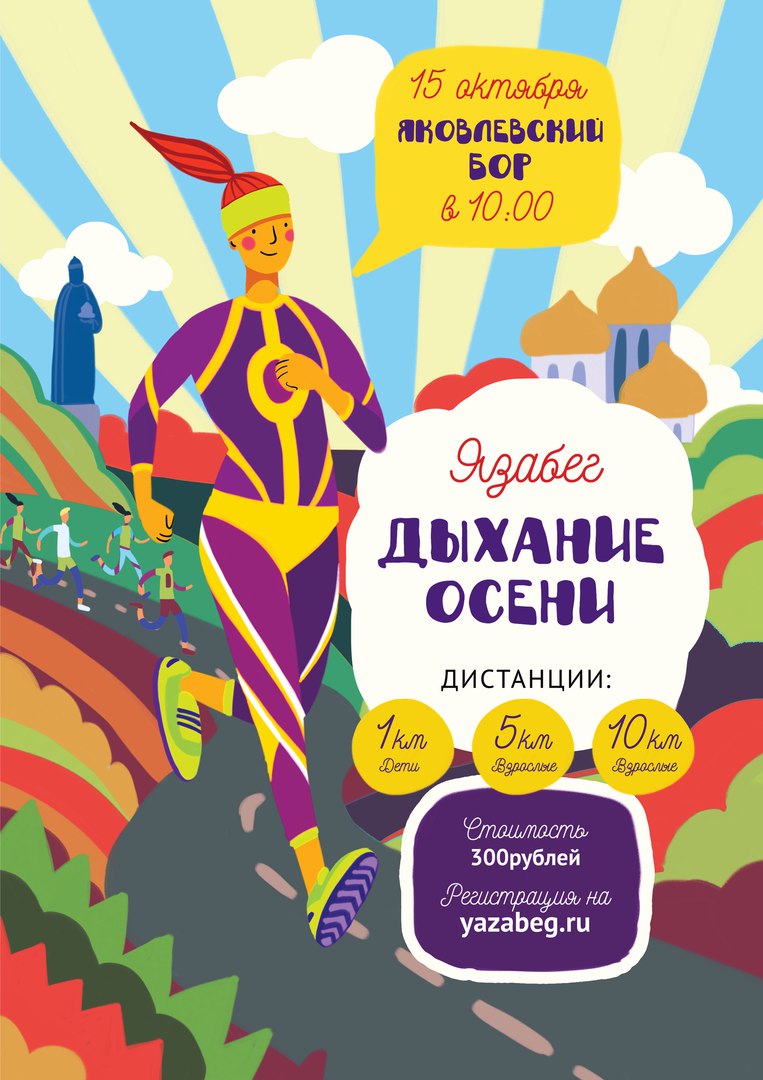 15 октября
ЯКОВЛЕВСКИЙ
БОР
в 10:00
Язабег
ДЫХАНИЕ
ОСЕНИ
ДИСТАНЦИИ:
1км 5км 10км
Дети Взрослые Взрослые
Стоимость
300рублей
Регистрация на
yazabeg.ru